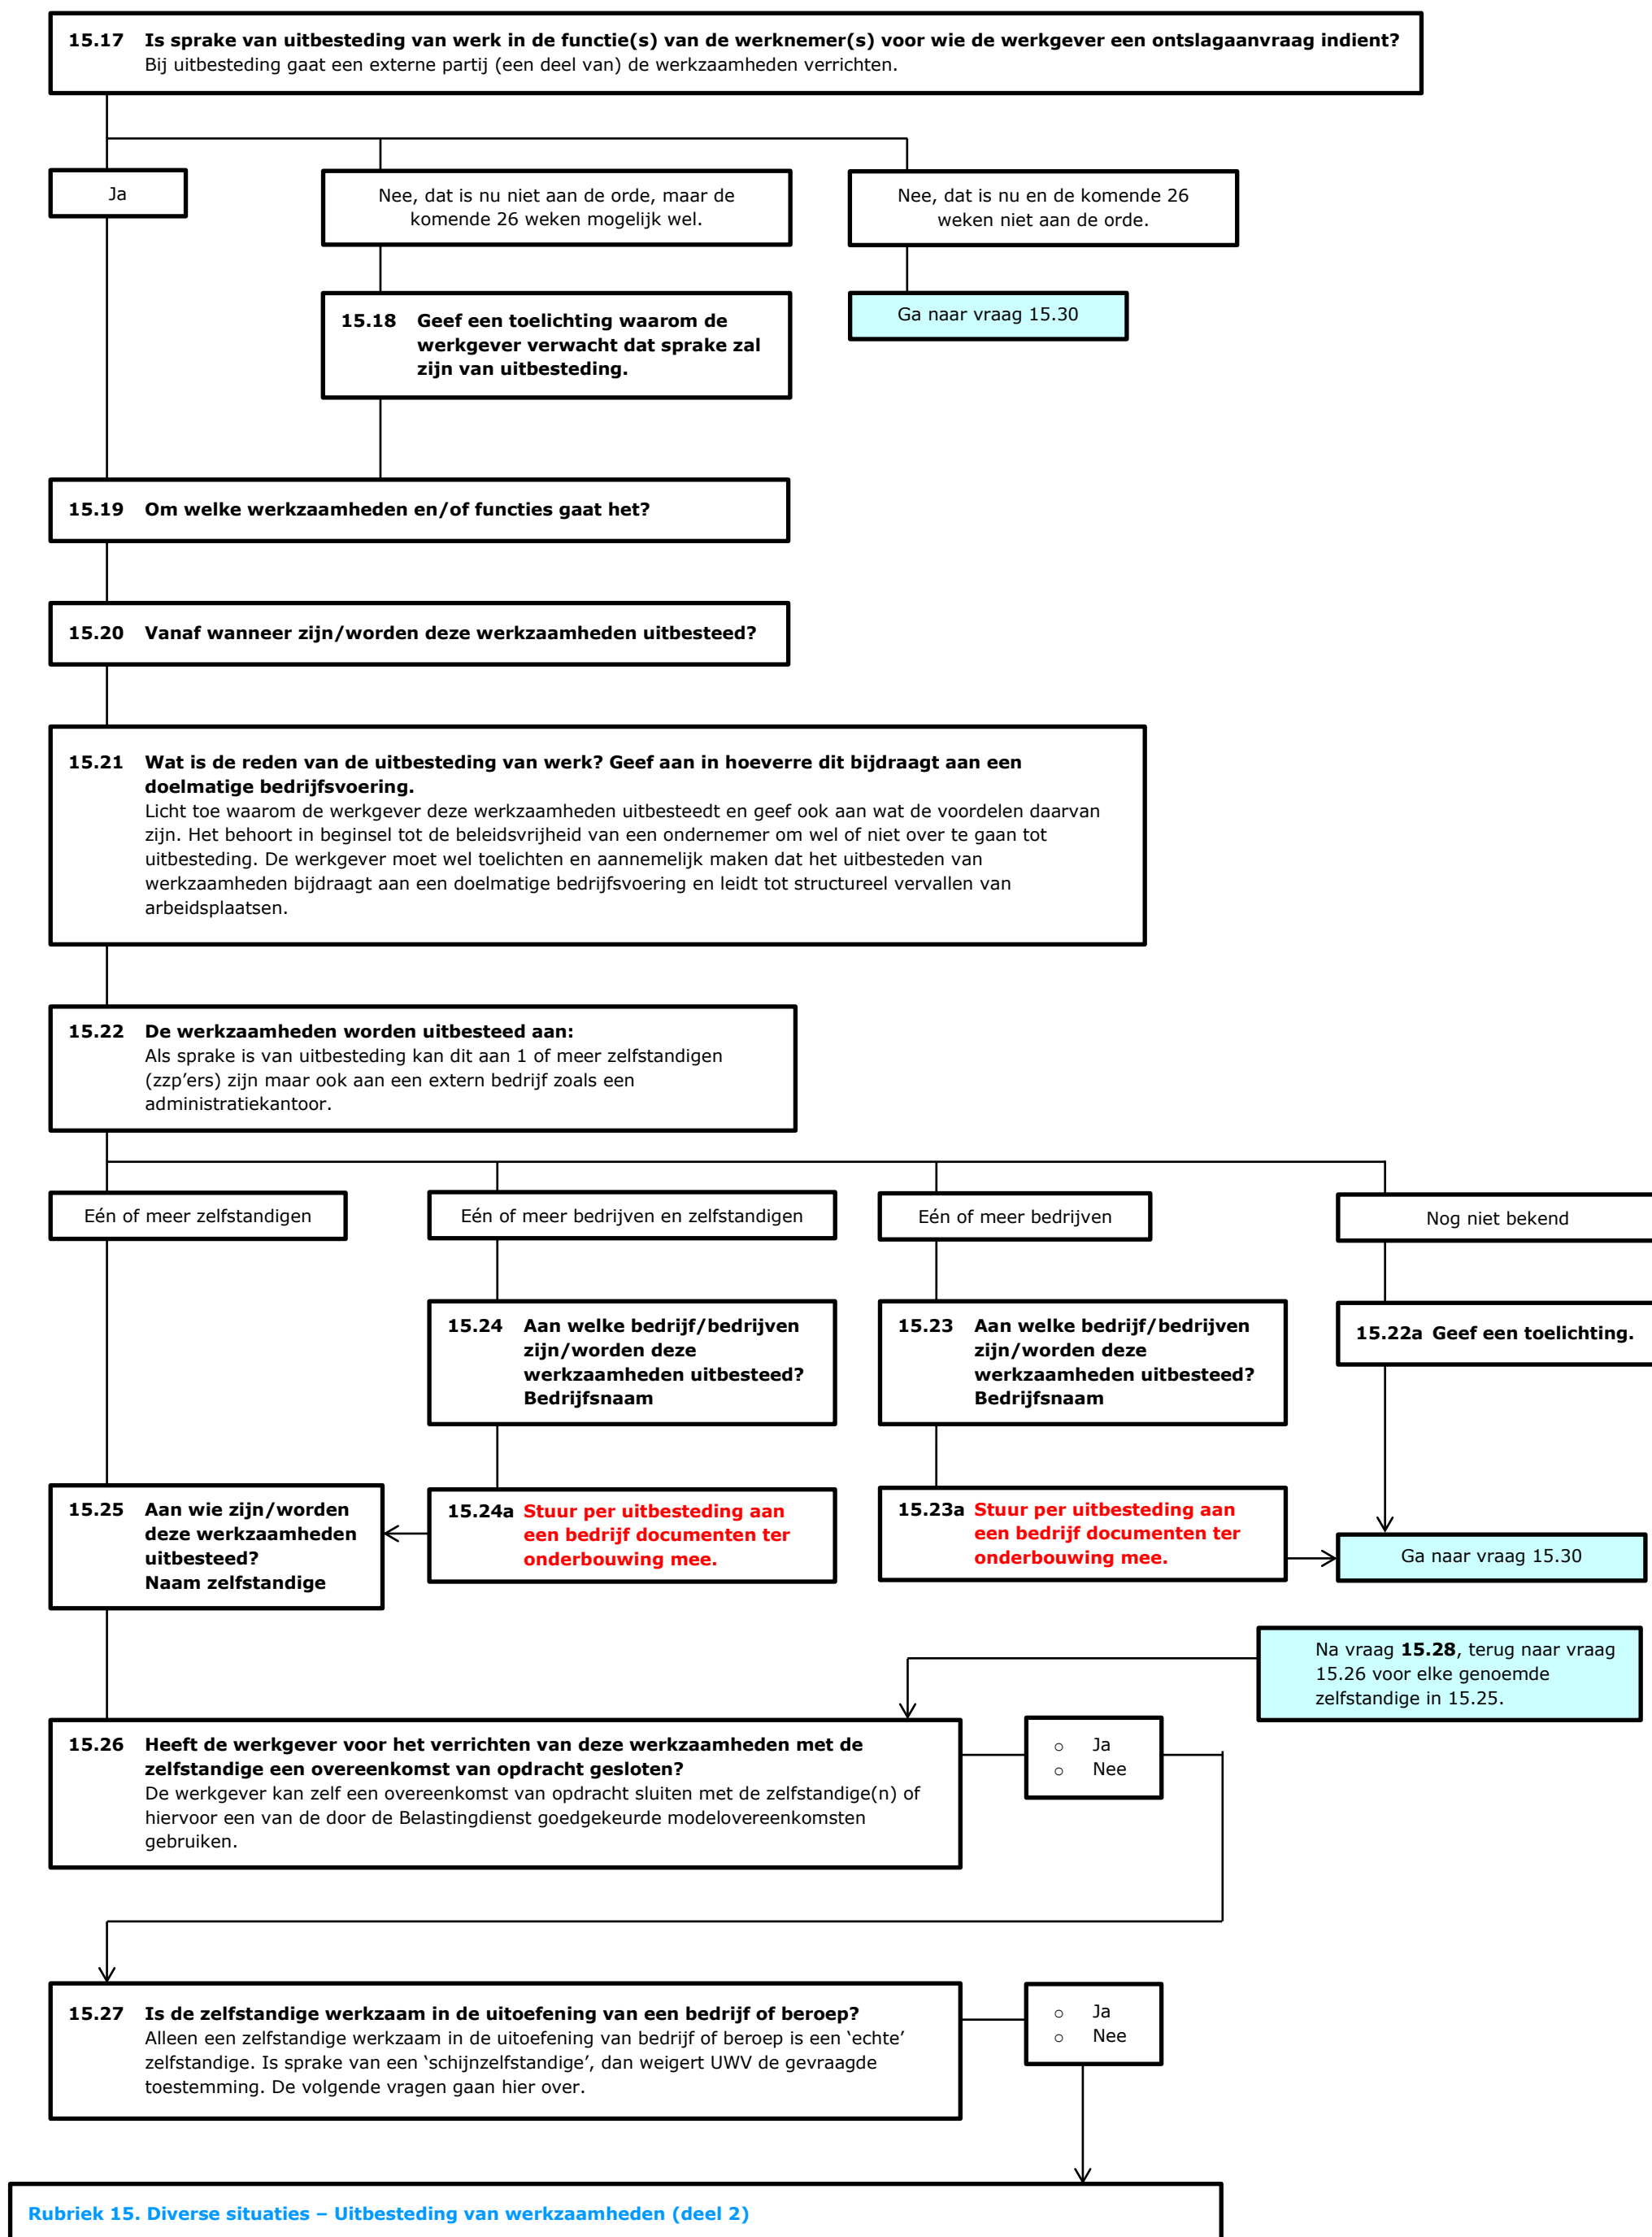 15.17 Is sprake van uitbesteding van werk in de functie(s) van de werknemer(s) voor wie de werkgever een ontslagaanvraag indient?
Bij uitbesteding gaat een externe partij (een deel van) de werkzaamheden verrichten.
Ja
Nee, dat is nu niet aan de orde, maar de
komende 26 weken mogelijk wel.
Nee, dat is nu en de komende 26
weken niet aan de orde.
15.18 Geef een toelichting waarom de
werkgever verwacht dat sprake zal
zijn van uitbesteding.
Ga naar vraag 15.30
15.19 Om welke werkzaamheden en/of functies gaat het?
15.20 Vanaf wanneer zijn/worden deze werkzaamheden uitbesteed?
15.21 Wat is de reden van de uitbesteding van werk? Geef aan in hoeverre dit bijdraagt aan een
doelmatige bedrijfsvoering.
Licht toe waarom de werkgever deze werkzaamheden uitbesteedt en geef ook aan wat de voordelen daarvan
zijn. Het behoort in beginsel tot de beleidsvrijheid van een ondernemer om wel of niet over te gaan tot
uitbesteding. De werkgever moet wel toelichten en aannemelijk maken dat het uitbesteden van
werkzaamheden bijdraagt aan een doelmatige bedrijfsvoering en leidt tot structureel vervallen van
arbeidsplaatsen.
15.22 De werkzaamheden worden uitbesteed aan:
Als sprake is van uitbesteding kan dit aan 1 of meer zelfstandigen
(zzp’ers) zijn maar ook aan een extern bedrijf zoals een
administratiekantoor.
Eén of meer zelfstandigen
Eén of meer bedrijven en zelfstandigen
Eén of meer bedrijven
Nog niet bekend
15.24 Aan welke bedrijf/bedrijven
zijn/worden deze
werkzaamheden uitbesteed?
Bedrijfsnaam
15.23 Aan welke bedrijf/bedrijven
zijn/worden deze
werkzaamheden uitbesteed?
Bedrijfsnaam
15.22a Geef een toelichting.
15.25 Aan wie zijn/worden
deze werkzaamheden
uitbesteed?
Naam zelfstandige
15.24a Stuur per uitbesteding aan
een bedrijf documenten ter
onderbouwing mee.
15.23a Stuur per uitbesteding aan
een bedrijf documenten ter
onderbouwing mee.
Ga naar vraag 15.30
Na vraag 15.28, terug naar vraag
15.26 voor elke genoemde
zelfstandige in 15.25.
15.26 Heeft de werkgever voor het verrichten van deze werkzaamheden met de
zelfstandige een overeenkomst van opdracht gesloten?
De werkgever kan zelf een overeenkomst van opdracht sluiten met de zelfstandige(n) of
hiervoor een van de door de Belastingdienst goedgekeurde modelovereenkomsten
gebruiken.
○ Ja
○ Nee
15.27 Is de zelfstandige werkzaam in de uitoefening van een bedrijf of beroep?
Alleen een zelfstandige werkzaam in de uitoefening van bedrijf of beroep is een ‘echte’
zelfstandige. Is sprake van een ‘schijnzelfstandige’, dan weigert UWV de gevraagde
toestemming. De volgende vragen gaan hier over.
○ Ja
○ Nee
Rubriek 15. Diverse situaties – Uitbesteding van werkzaamheden (deel 2)